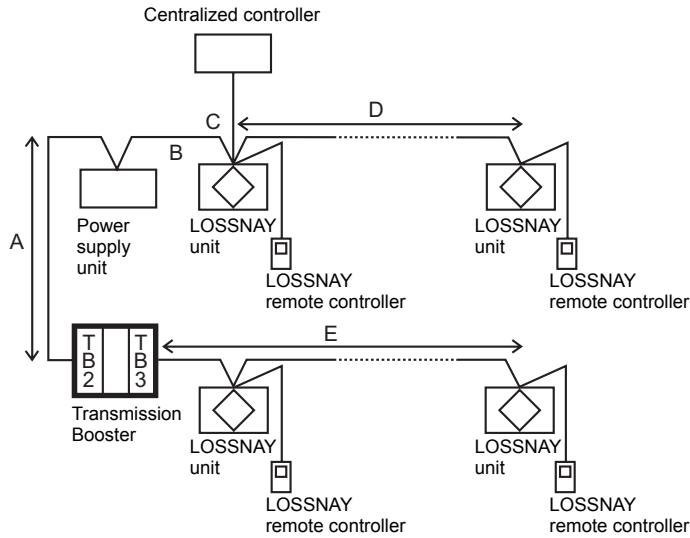 Centralized controller
C
D
B
A
Power
supply
unit
LOSSNAY
unit
LOSSNAY
remote controller
LOSSNAY
unit
LOSSNAY
remote controller
E
T
B
2
T
B
3
Transmission
Booster
LOSSNAY
unit
LOSSNAY
remote controller
LOSSNAY
unit
LOSSNAY
remote controller